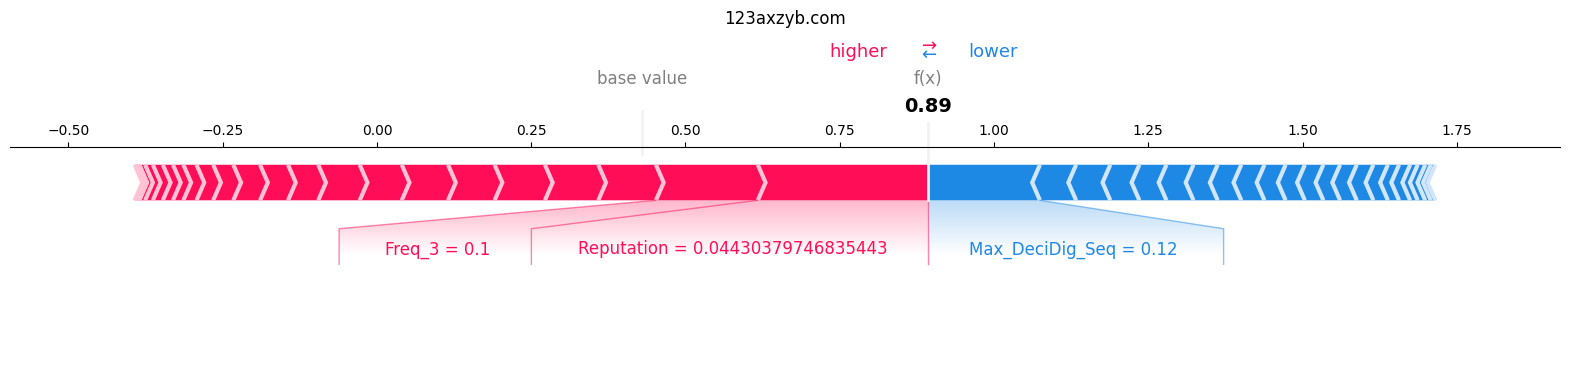 123axzyb.com
higher → ← lower
base value f(x)
0.89
−0.50 −0.25 0.00 0.25 0.50 0.75 1.00 1.25 1.50 1.75
Freq_3 = 0.1 Reputation = 0.04430379746835443 Max_DeciDig_Seq = 0.12